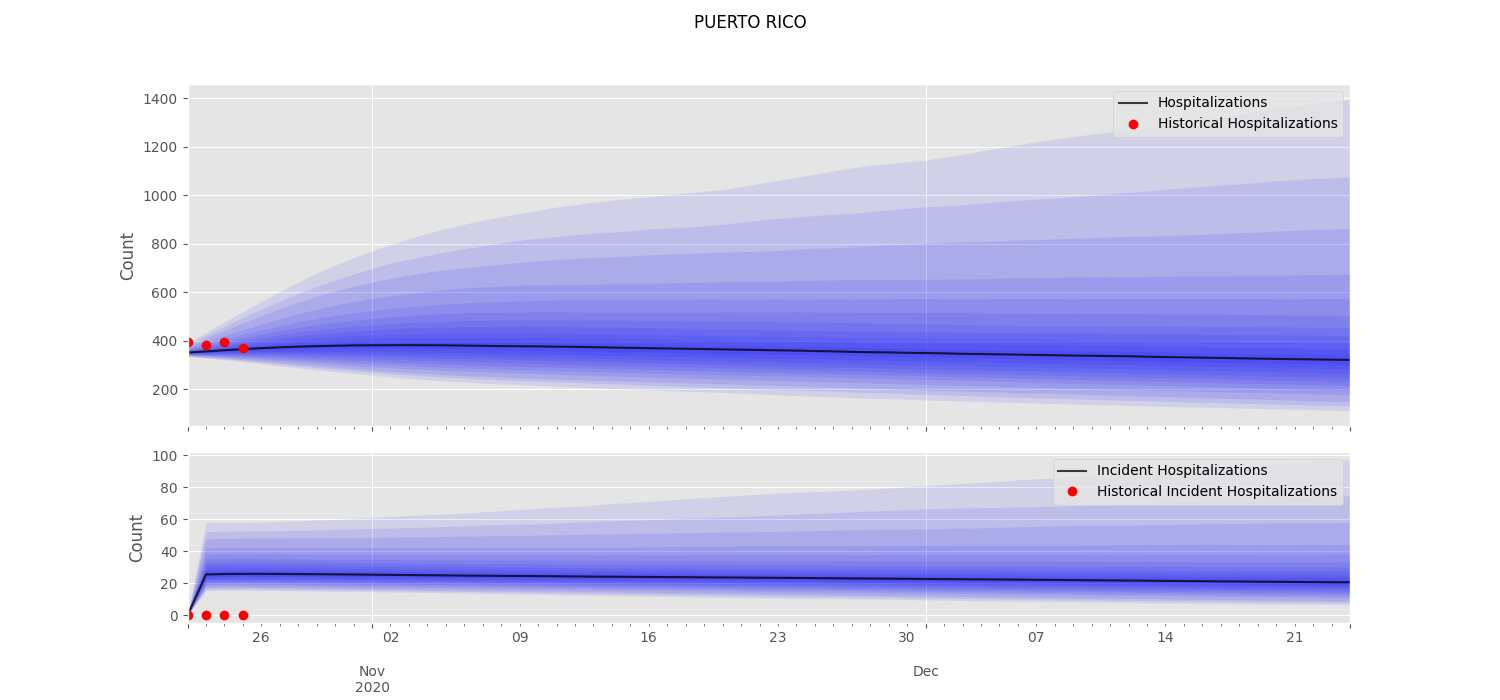 PUERTO RICO
1400
1200
1000
800
600
400
200
Count
Hospitalizations
Historical Hospitalizations
100
80
60
40
20
0
Count
Incident Hospitalizations
Historical Incident Hospitalizations
26 02 09 16 23 30 07 14 21
Nov Dec
2020